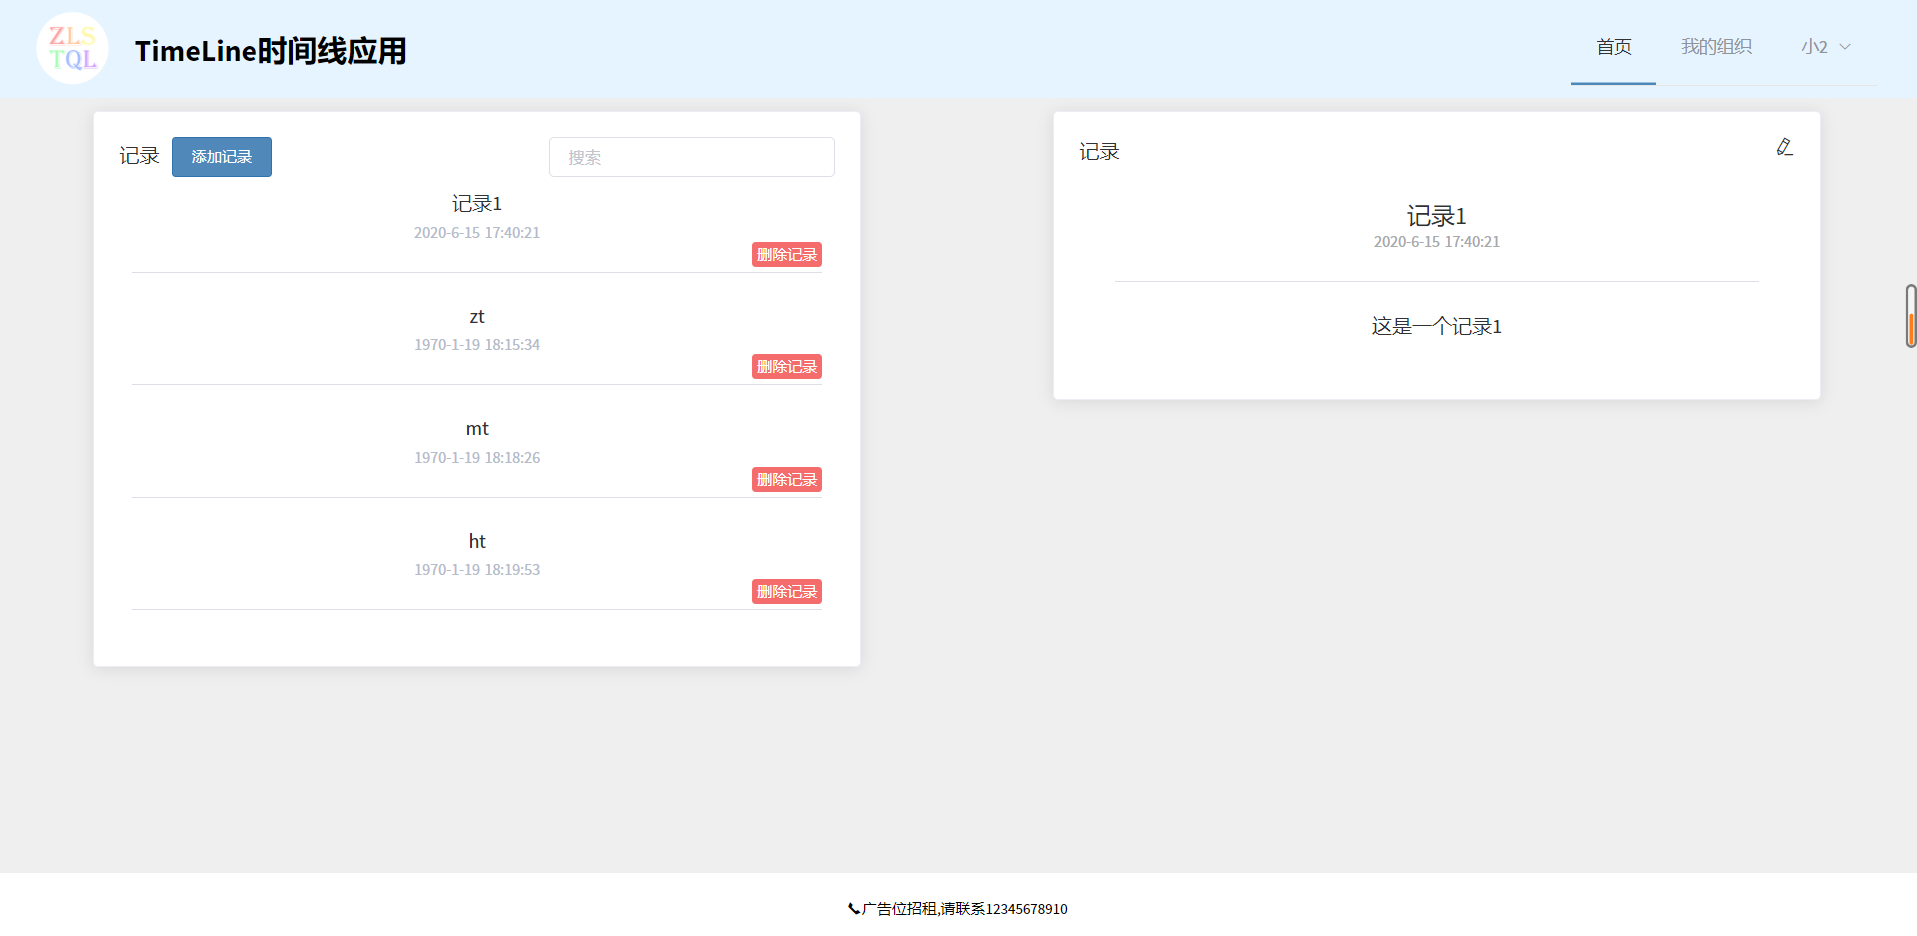 ZLS
TQL
TimeLine时间线应用
首页
我的组织
小2
记录
添加记录
搜索
记录1
2020-6-15 17:40:21
删除记录
zt
1970-1-19 18:15:34
删除记录
mt
1970-1-19 18:18:26
删除记录
ht
1970-1-19 18:19:53
删除记录
记录
记录1
2020-6-15 17:40:21
这是一个记录1
广告位招租,请联系12345678910